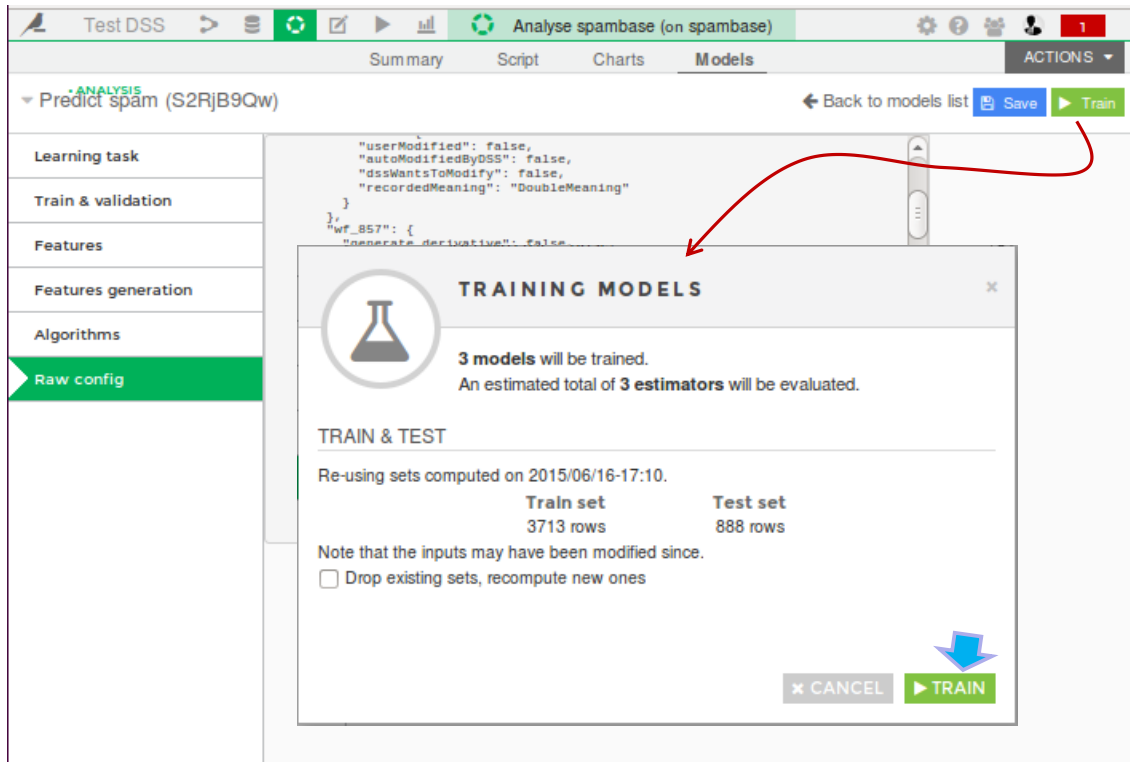 Test DSS
Analyse spambase (on spambase)
1
Summary Script Charts Models
ACTIONS
ANALYSIS
Predict spam (S2RjB9Qw)
Back to models list Save Train
Learning task
Train & validation
Features
Features generation
Algorithms
Raw config
"userModified": false,
"autoModifiedByDSS": false,
"dssWantsToModify": false,
"recordedMeaning": "DoubleMeaning"
}
},
"wf_857": {
"generate_derivative": false,
TRAINING MODELS ×
3 models will be trained.
An estimated total of 3 estimators will be evaluated.
TRAIN & TEST
Re-using sets computed on 2015/06/16-17:10.
Train set Test set
3713 rows 888 rows
Note that the inputs may have been modified since.
Drop existing sets, recompute new ones
× CANCEL TRAIN